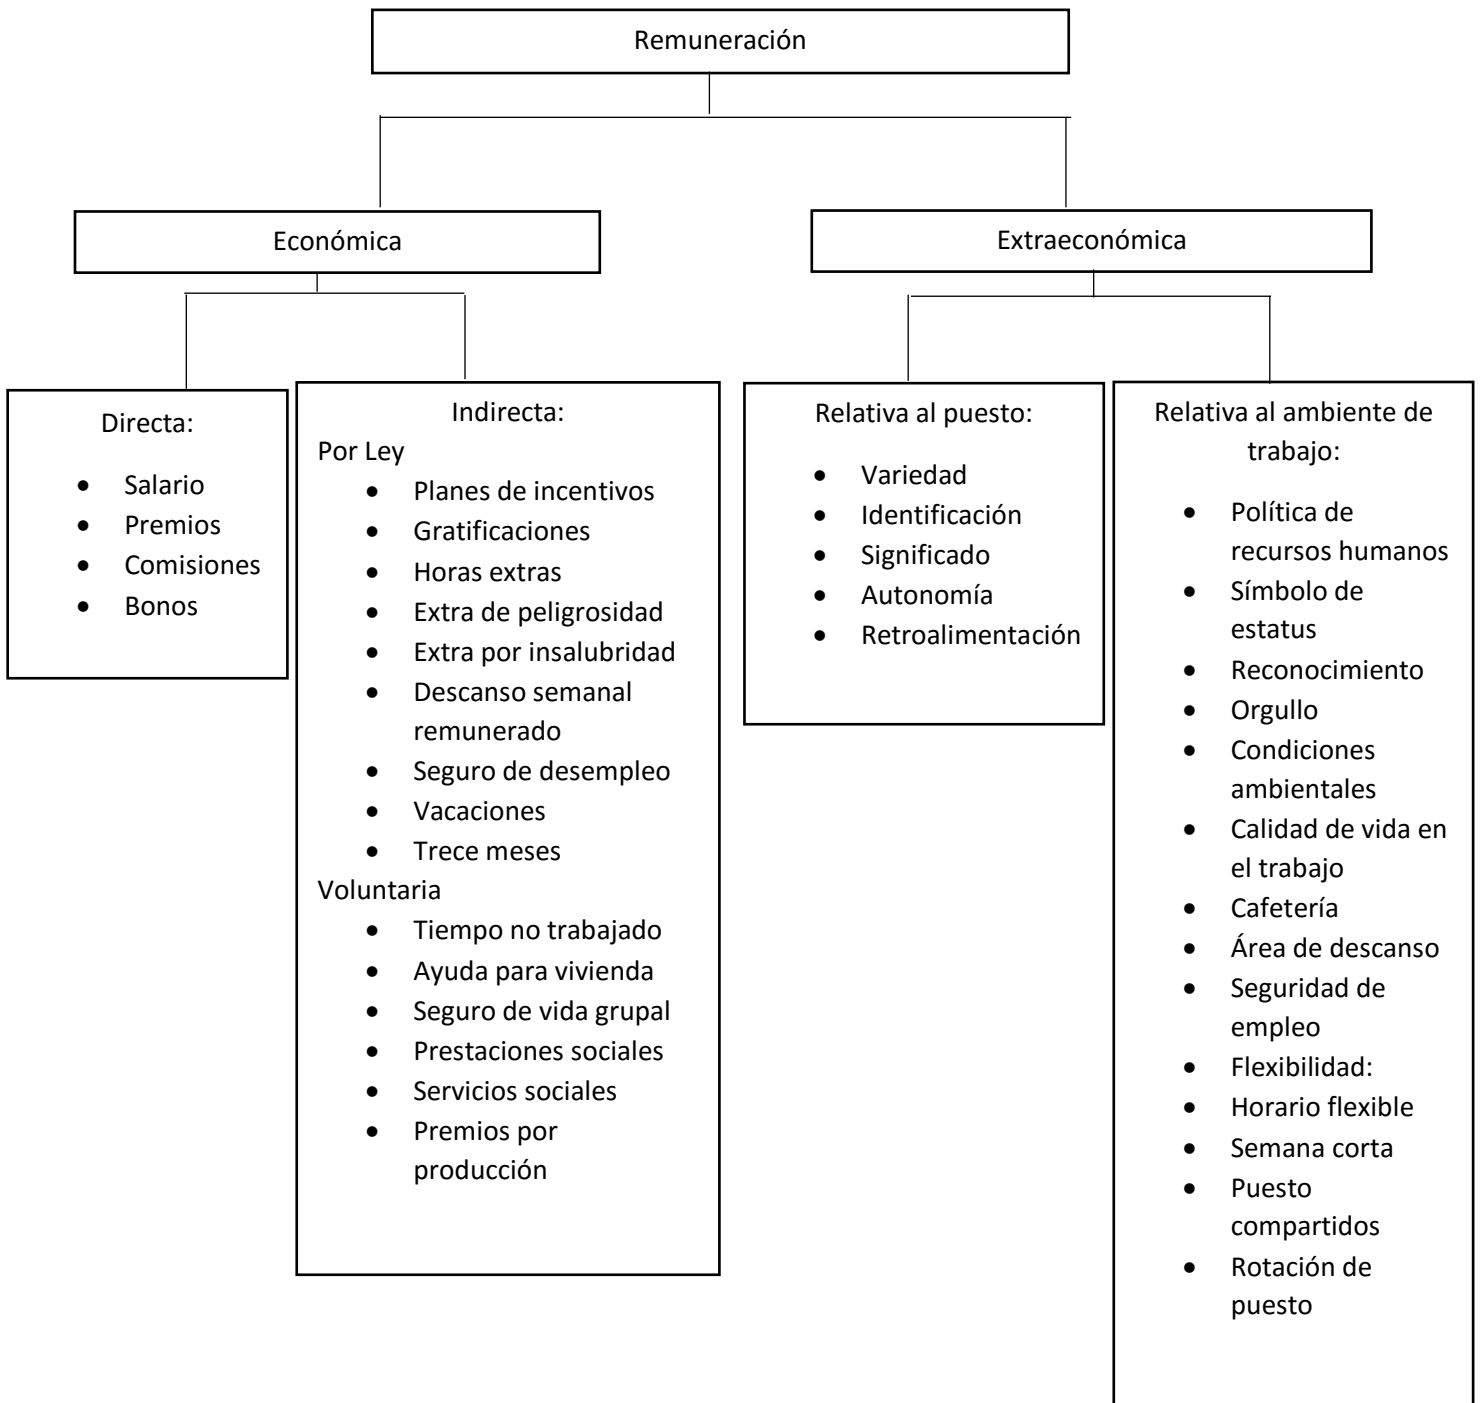 Remuneración
Económica
Extraeconómica
Directa:
• Salario
• Premios
• Comisiones
• Bonos
Indirecta:
Por Ley
• Planes de incentivos
• Gratificaciones
• Horas extras
• Extra de peligrosidad
• Extra por insalubridad
• Descanso semanal
remunerado
• Seguro de desempleo
• Vacaciones
• Trece meses
Voluntaria
• Tiempo no trabajado
• Ayuda para vivienda
• Seguro de vida grupal
• Prestaciones sociales
• Servicios sociales
• Premios por
producción
Relativa al puesto:
• Variedad
• Identificación
• Significado
• Autonomía
• Retroalimentación
Relativa al ambiente de
trabajo:
• Política de
recursos humanos
• Símbolo de
estatus
• Reconocimiento
• Orgullo
• Condiciones
ambientales
• Calidad de vida en
el trabajo
• Cafetería
• Área de descanso
• Seguridad de
empleo
• Flexibilidad:
• Horario flexible
• Semana corta
• Puesto
compartidos
• Rotación de
puesto